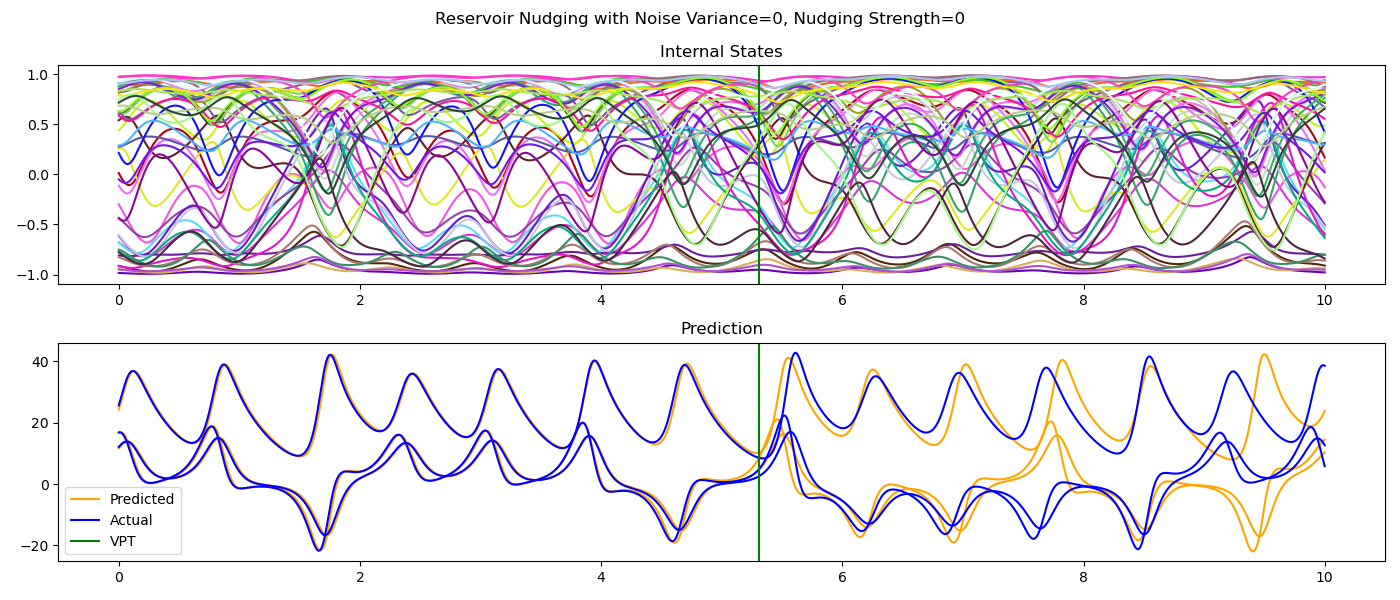 Reservoir Nudging with Noise Variance=0, Nudging Strength=0
Internal States
1.0
0.5
0.0
−0.5
−1.0
0 2 4 6 8 10
Prediction
40
20
0
−20
Predicted
Actual
VPT
0 2 4 6 8 10